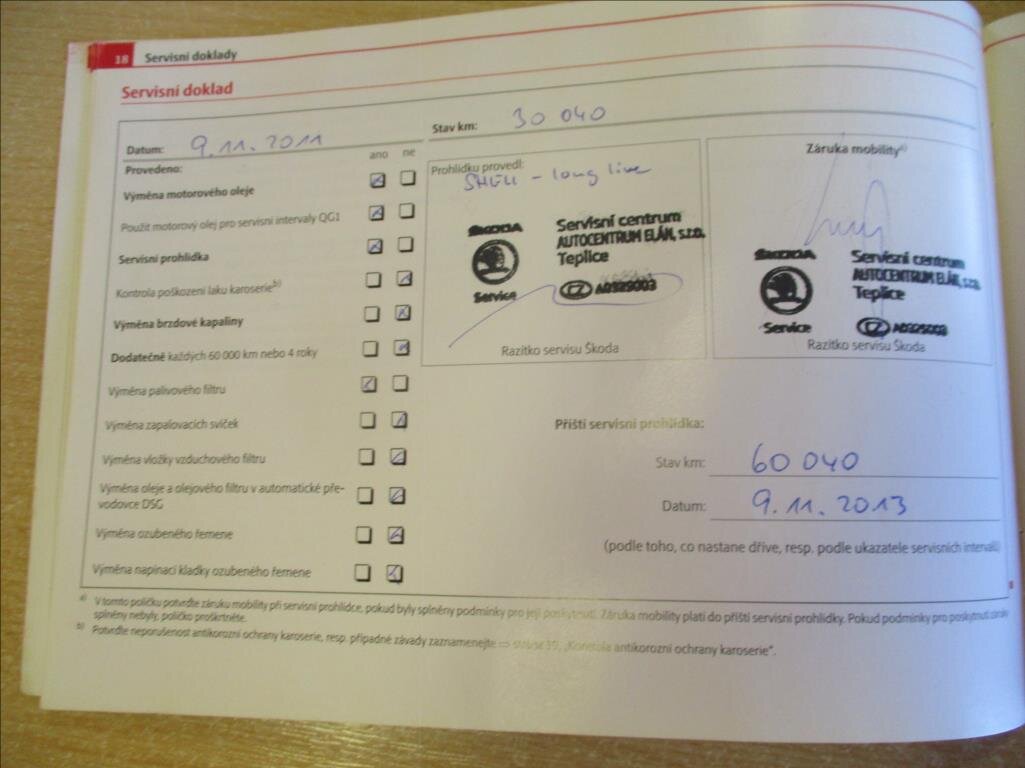 18 Servisní doklady
Servisní doklad
Datum: 9.11.2011
Stav km: 30 040
Provedeno:
ano ne
Výměna motorového oleje
Použit motorový olej pro servisní intervaly QG1
Servisní prohlídka
Kontrola poškození laku karoserie b)
Výměna brzdové kapaliny
Dodatečně každých 60 000 km nebo 4 roky
Výměna palivového filtru
Výměna zapalovacích svíček
Výměna vložky vzduchového filtru
Výměna oleje a olejového filtru v automatické pře-
vodovce DSG
Výměna ozubeného řemene
Výměna napínací kladky ozubeného řemene
Prohlídku provedl:
SHELL - long live
ŠKODA
Service
Servisní centrum
AUTOCENTRUM ELÁN, s.r.o.
Teplice
CZ A0325003
Razítko servisu Škoda
Záruka mobility a)
ŠKODA
Service
Servisní centrum
AUTOCENTRUM ELÁN, s.r.o.
Teplice
CZ A0325003
Razítko servisu Škoda
Příští servisní prohlídka:
Stav km: 60 040
Datum: 9.11.2013
(podle toho, co nastane dříve, resp. podle ukazatele servisních intervalů)
a) V tomto políčku potvrďte záruku mobility při servisní prohlídce, pokud byly splněny podmínky pro její poskytnutí. Záruka mobility platí do příští servisní prohlídky. Pokud podmínky pro poskytnutí záruky
splněny nebyly, políčko proškrtněte.
b) Potvrďte neporušenost antikorozní ochrany karoserie, resp. případné závady zaznamenejte ⇒ strana 39, „Kontrola antikorozní ochrany karoserie“.